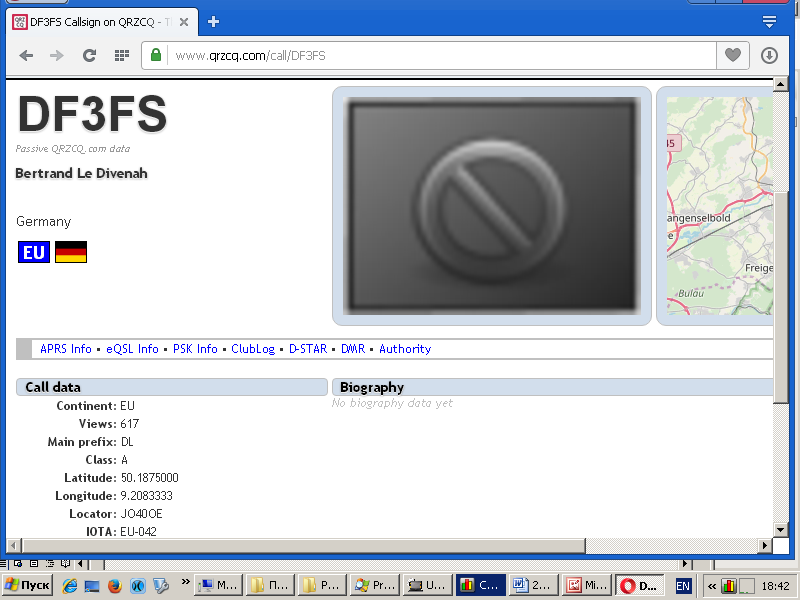 DF3FS Callsign on QRZCQ - T
www.qrzcq.com/call/DF3FS
DF3FS
Passive QRZCQ.com data
Bertrand Le Divenah
Germany
EU
45
angenselbold
Freige
Bulau
APRS Info • eQSL Info • PSK Info • ClubLog • D-STAR • DMR • Authority
Call data
Biography
Continent: EU
No biography data yet
Views: 617
Main prefix: DL
Class: A
Latitude: 50.1875000
Longitude: 9.2083333
Locator: JO40OE
IOTA: EU-042
Пуск
M...
П...
P...
Pr...
U...
C...
2...
Mi...
D...
EN
18:42